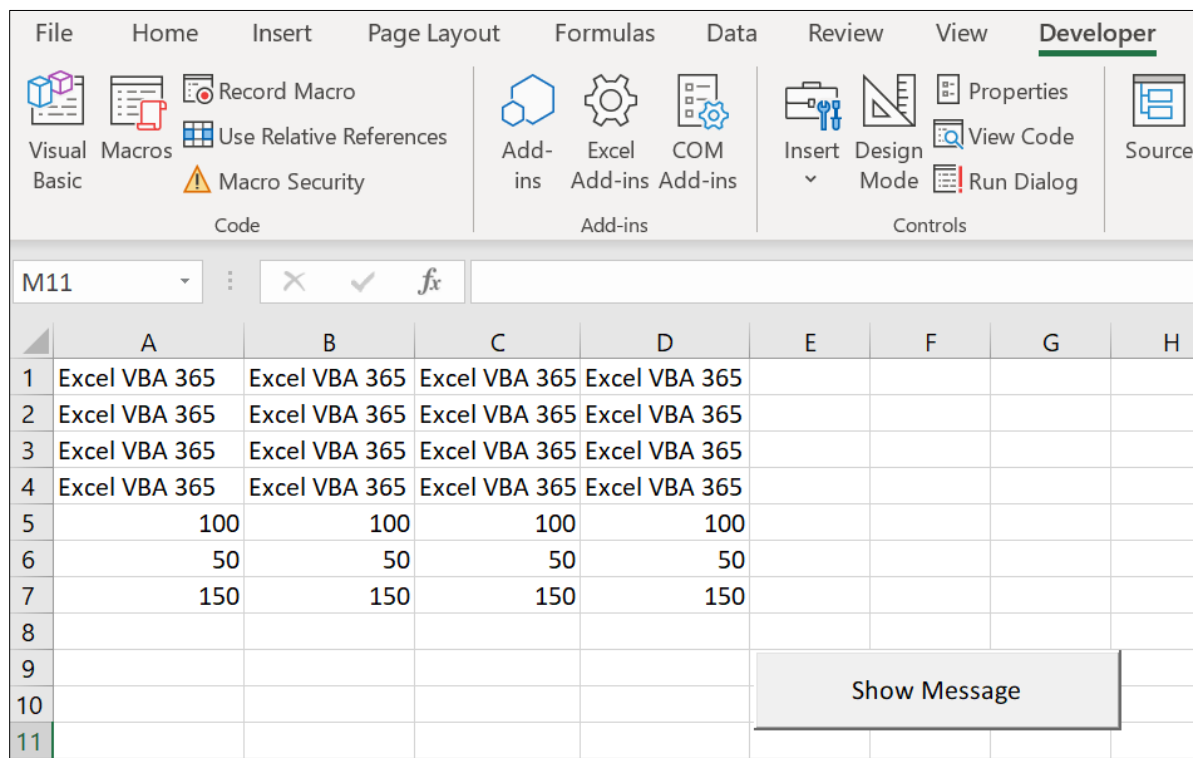 File Home Insert Page Layout Formulas Data Review View Developer
Visual Basic
Macros
Record Macro
Use Relative References
Macro Security
Code
Add-ins
Excel Add-ins
COM Add-ins
Add-ins
Insert
Design Mode
Properties
View Code
Run Dialog
Controls
Source
M11 fx
A B C D E F G H
1 Excel VBA 365 Excel VBA 365 Excel VBA 365 Excel VBA 365
2 Excel VBA 365 Excel VBA 365 Excel VBA 365 Excel VBA 365
3 Excel VBA 365 Excel VBA 365 Excel VBA 365 Excel VBA 365
4 Excel VBA 365 Excel VBA 365 Excel VBA 365 Excel VBA 365
5 100 100 100 100
6 50 50 50 50
7 150 150 150 150
8
9
Show Message
10
11